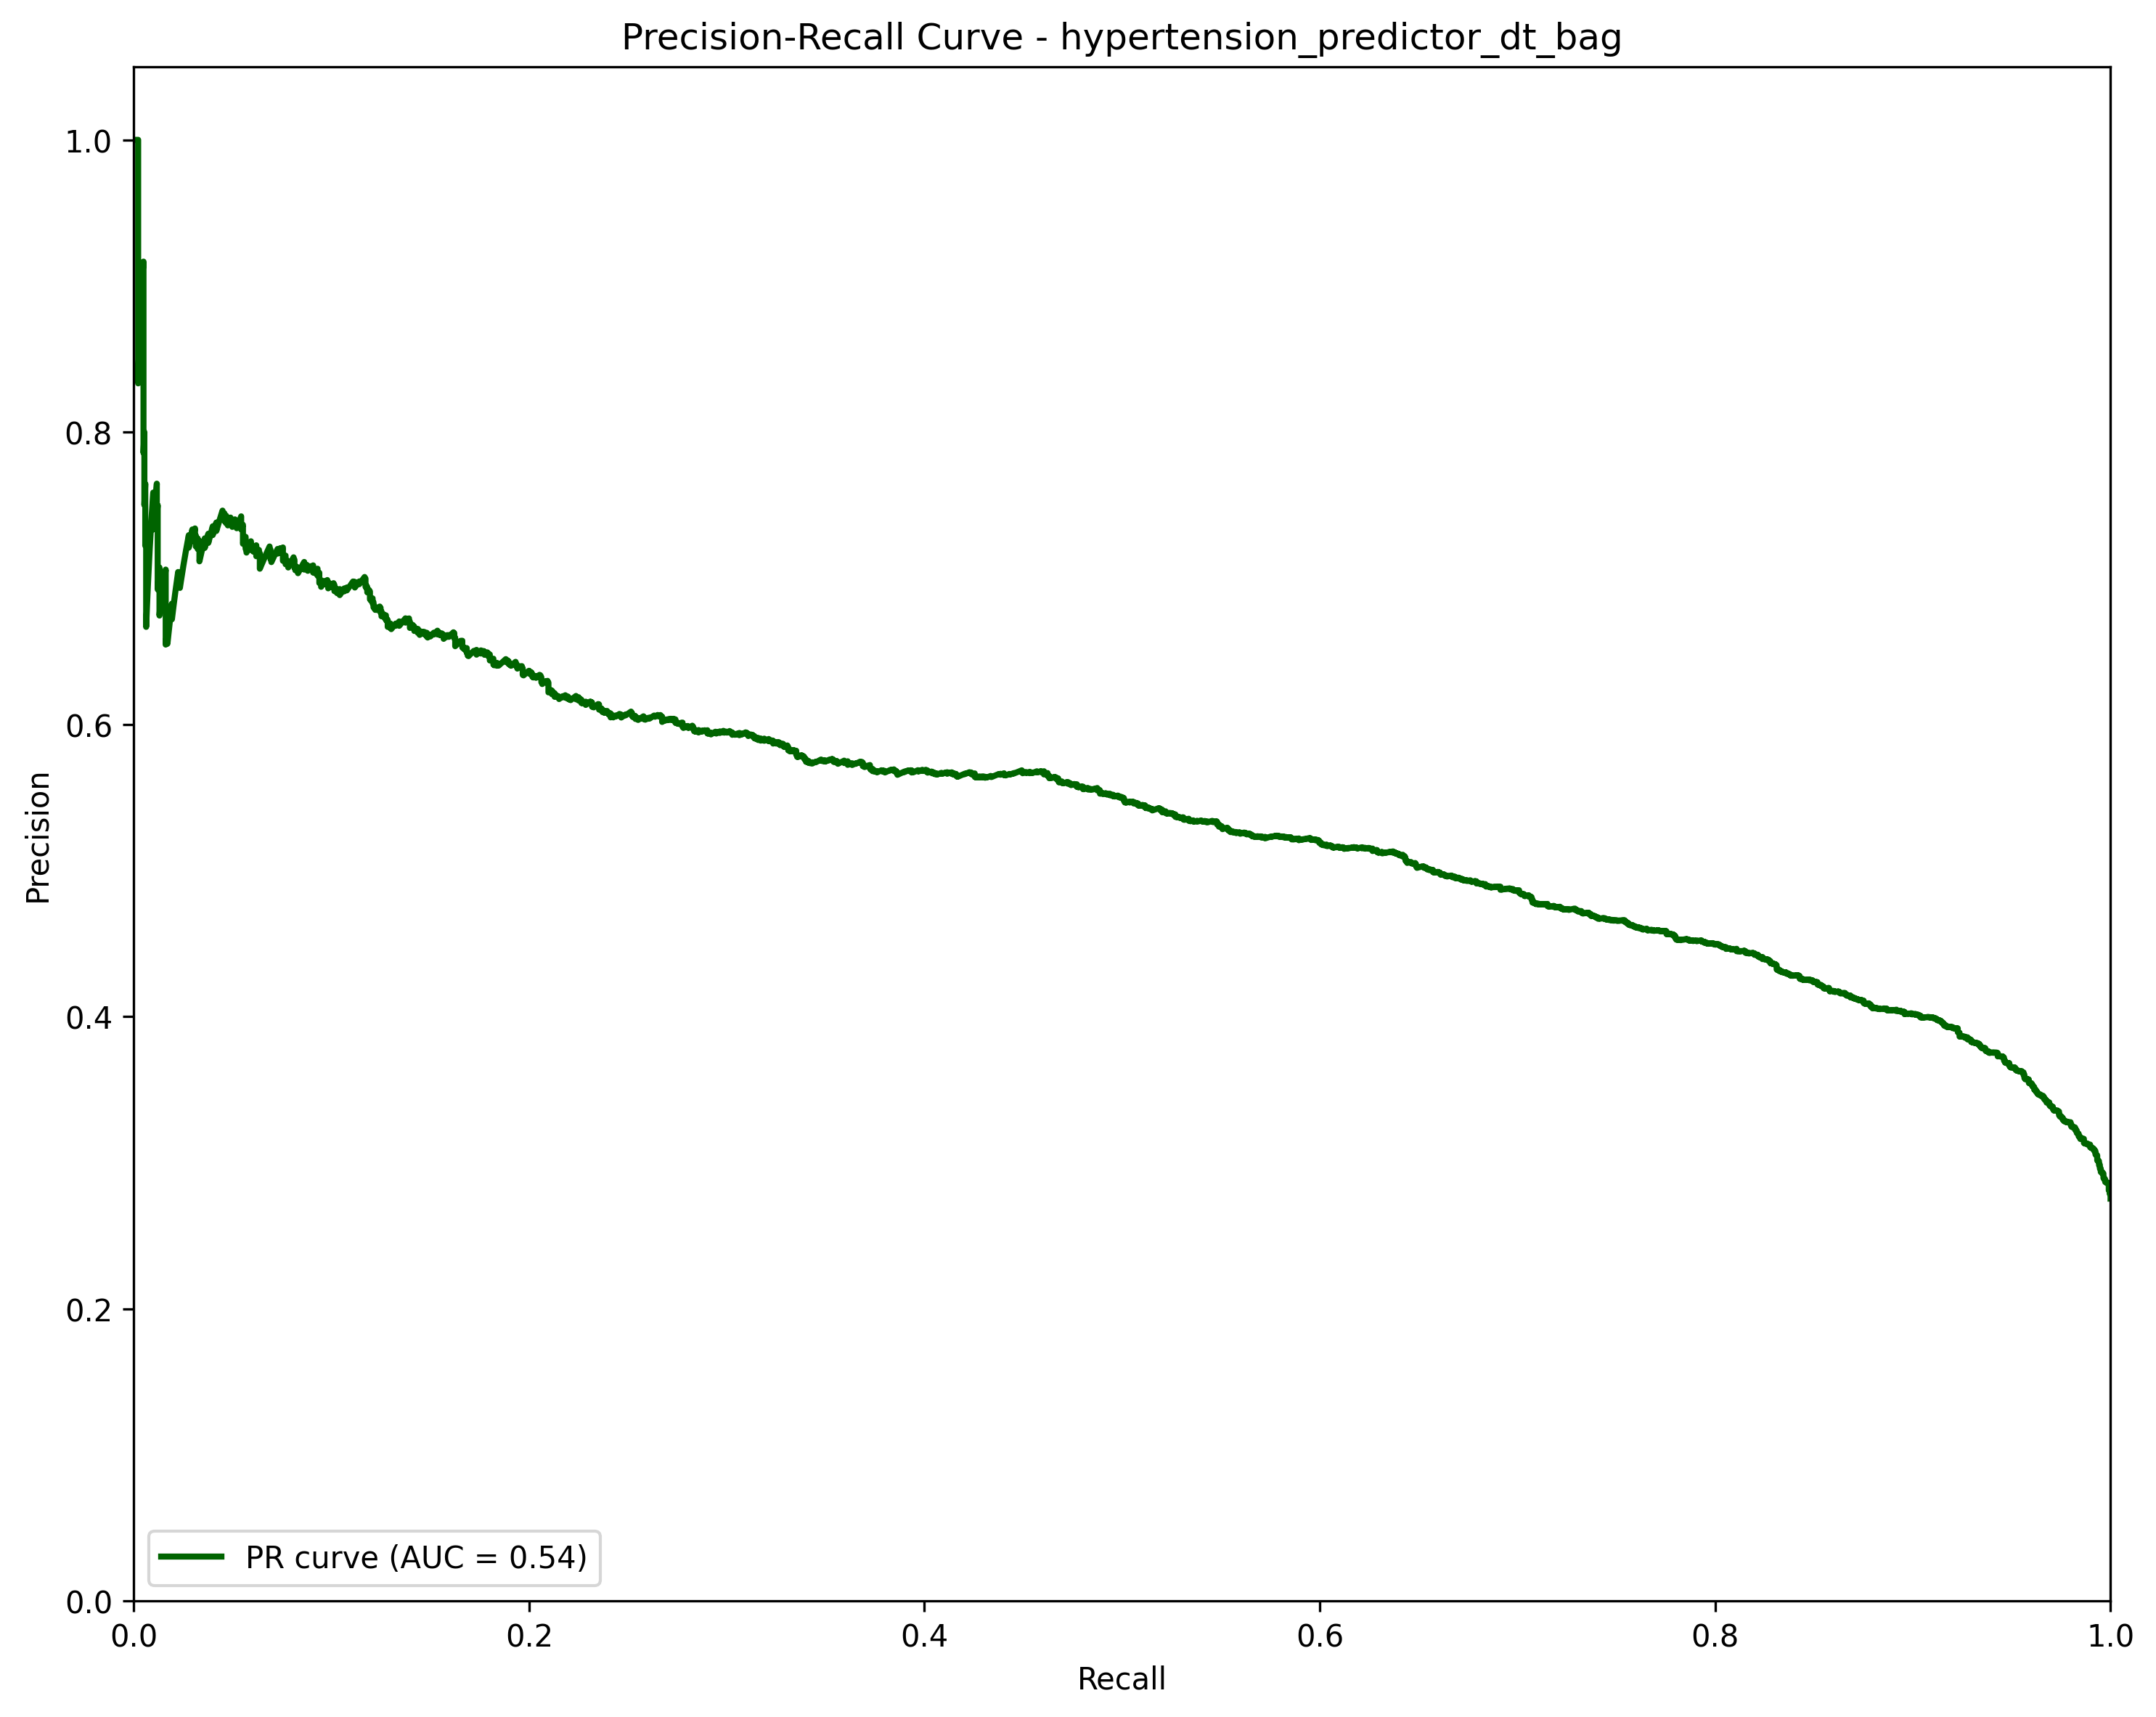 Precision-Recall Curve - hypertension_predictor_dt_bag
1.0
0.8
0.6
0.4
0.2
0.0
Precision
PR curve (AUC = 0.54)
0.0 0.2 0.4 0.6 0.8 1.0
Recall